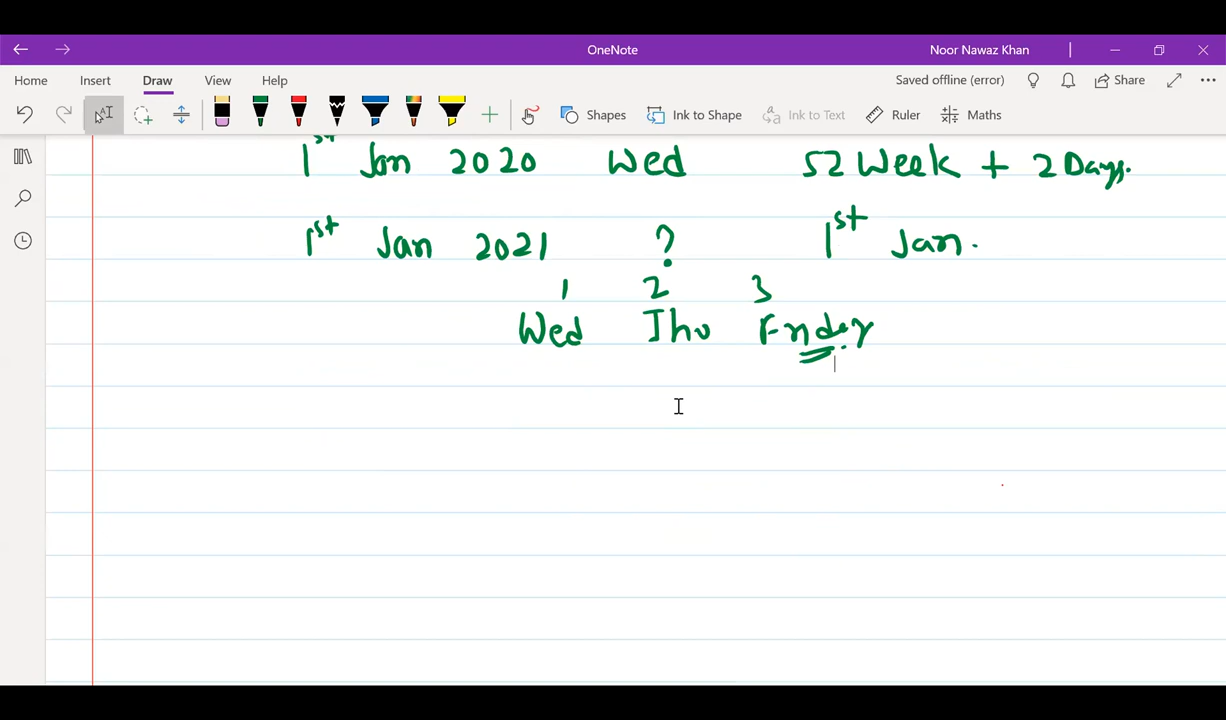 OneNote
Noor Nawaz Khan
Home Insert Draw View Help
Saved offline (error) Share
Shapes Ink to Shape Ink to Text Ruler Maths
1st Jan 2020 Wed 52 Week + 2 Days.
1st Jan 2021 ? 1st Jan.
1 2 3
Wed Thu Friday